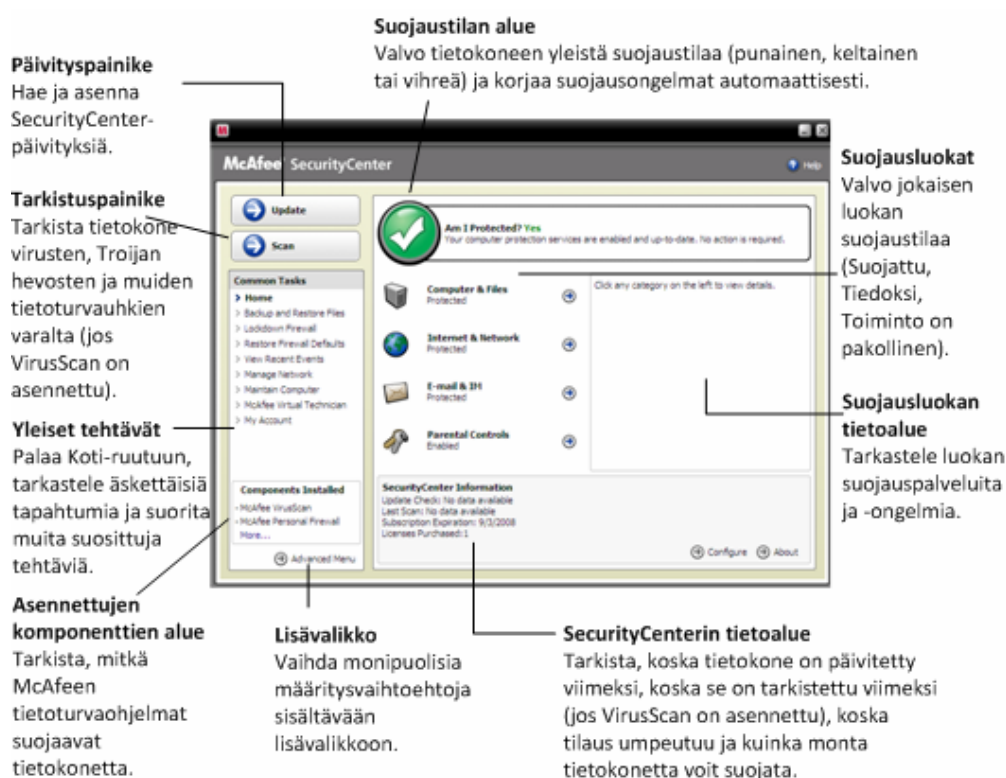 Suojaustilan alue
Valvo tietokoneen yleistä suojaustilaa (punainen, keltainen
tai vihreä) ja korjaa suojausongelmat automaattisesti.
Päivityspainike
Hae ja asenna
SecurityCenter-
päivityksiä.
Tarkistuspainike
Tarkista tietokone
virusten, Troijan
hevosten ja muiden
tietoturvauhkien
varalta (jos
VirusScan on
asennettu).
Yleiset tehtävät
Palaa Koti-ruutuun,
tarkastele äskettäisiä
tapahtumia ja suorita
muita suosittuja
tehtäviä.
Asennettujen
komponenttien alue
Tarkista, mitkä
McAfeen
tietoturvaohjelmat
suojaavat
tietokonetta.
McAfee SecurityCenter
Help
Update
Scan
Common Tasks
Home
Backup and Restore Files
Lockdown Firewall
Restore Firewall Defaults
View Recent Events
Manage Network
Maintain Computer
McAfee Virtual Technician
My Account
Components Installed
- McAfee VirusScan
- McAfee Personal Firewall
More...
Advanced Menu
Am I Protected? Yes
Your computer protection services are enabled and up-to-date. No action is required.
Computer & Files
Protected
Internet & Network
Protected
E-mail & IM
Protected
Parental Controls
Enabled
Click any category on the left to view details.
SecurityCenter Information
Update Check: No data available
Last Scan: No data available
Subscription Expiration: 9/3/2008
Licenses Purchased: 1
Configure About
Suojausluokat
Valvo jokaisen
luokan
suojaustilaa
(Suojattu,
Tiedoksi,
Toiminto on
pakollinen).
Suojausluokan
tietoalue
Tarkastele luokan
suojauspalveluita
ja -ongelmia.
Lisävalikko
Vaihda monipuolisia
määritysvaihtoehtoja
sisältävään
lisävalikkoon.
SecurityCenterin tietoalue
Tarkista, koska tietokone on päivitetty
viimeksi, koska se on tarkistettu viimeksi
(jos VirusScan on asennettu), koska
tilaus umpeutuu ja kuinka monta
tietokonetta voit suojata.